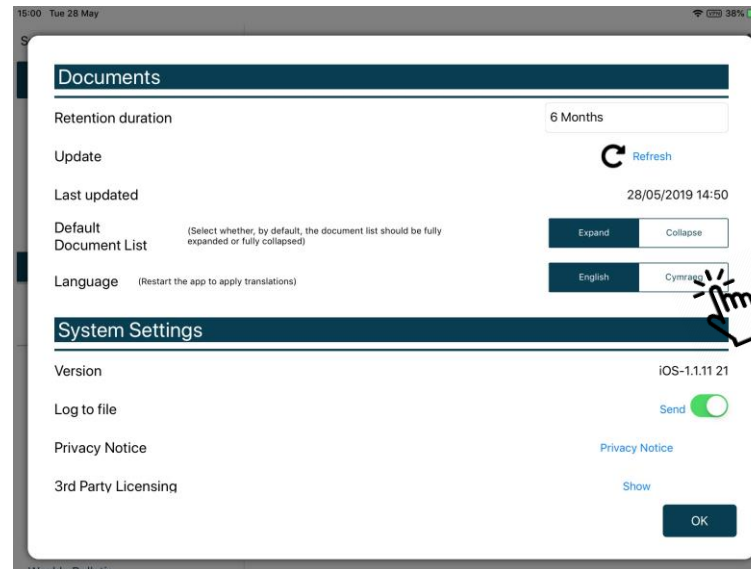 15:00 Tue 28 May
VPN 38%
S
Documents
Retention duration
6 Months
Update
Refresh
Last updated
28/05/2019 14:50
Default
Document List
(Select whether, by default, the document list should be fully
expanded or fully collapsed)
Expand
Collapse
Language
(Restart the app to apply translations)
English
Cymraeg
System Settings
Version
iOS-1.1.11 21
Log to file
Send
Privacy Notice
Privacy Notice
3rd Party Licensing
Show
OK